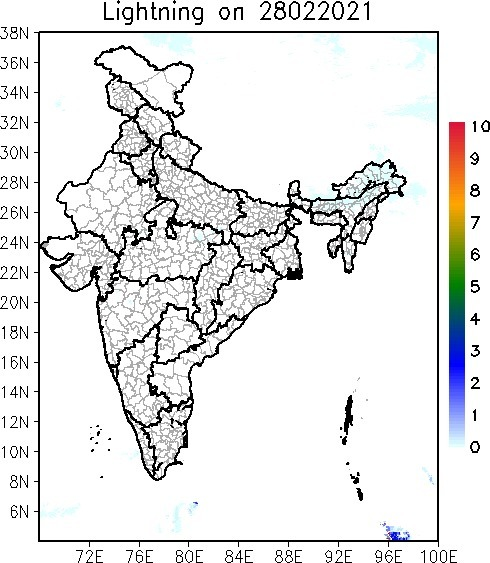 Lightning on 28022021
38N
36N
34N
32N
30N
28N
26N
24N
22N
20N
18N
16N
14N
12N
10N
8N
6N
72E 76E 80E 84E 88E 92E 96E 100E
10
9
8
7
6
5
4
3
2
1
0